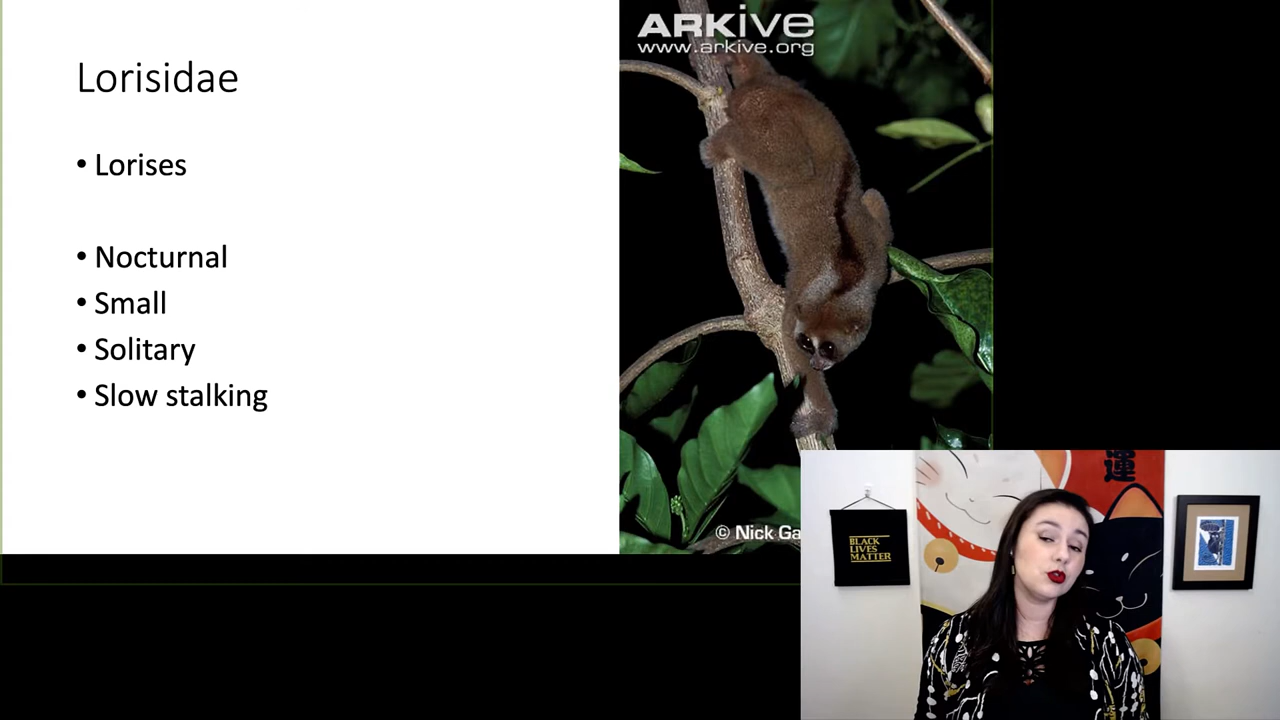 Lorisidae
• Lorises
• Nocturnal
• Small
• Solitary
• Slow stalking
ARKive
www.arkive.org
© Nick Ga
運
BLACK
LIVES
MATTER